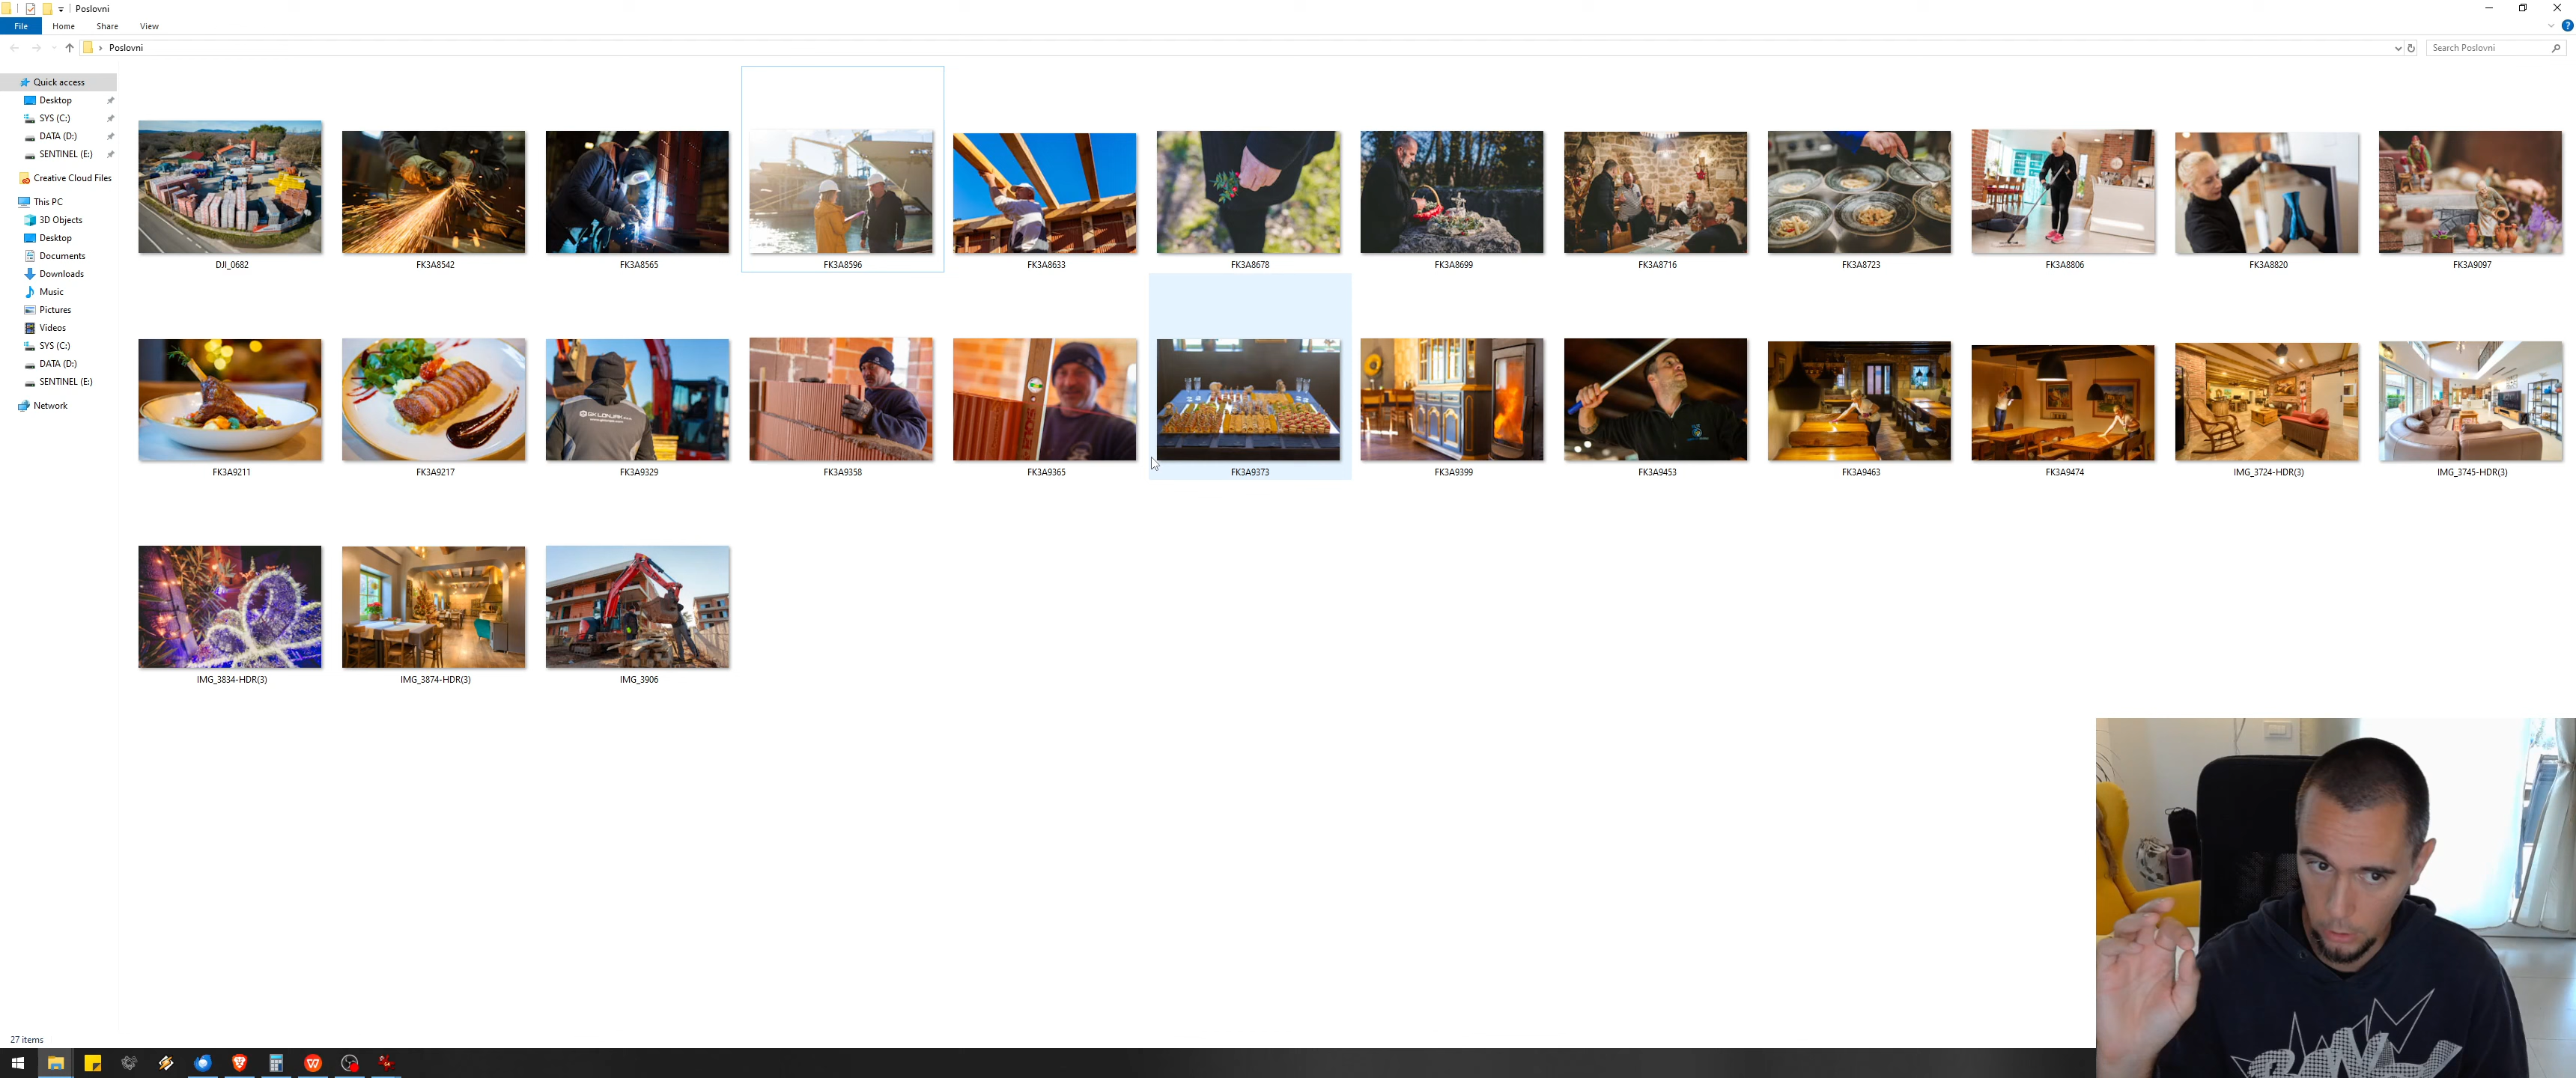 Poslovni
File Home Share View
Poslovni
Search Poslovni
Quick access
Desktop
SYS (C:)
DATA (D:)
SENTINEL (E:)
Creative Cloud Files
This PC
3D Objects
Desktop
Documents
Downloads
Music
Pictures
Videos
SYS (C:)
DATA (D:)
SENTINEL (E:)
Network
DJI_0682 FK3A8542 FK3A8565 FK3A8596 FK3A8633 FK3A8678 FK3A8699 FK3A8716 FK3A8723 FK3A8806 FK3A8820 FK3A9097
FK3A9211 FK3A9217 FK3A9329 FK3A9358 FK3A9365 FK3A9373 FK3A9399 FK3A9453 FK3A9463 FK3A9474 IMG_3724-HDR(3) IMG_3745-HDR(3)
IMG_3834-HDR(3) IMG_3874-HDR(3) IMG_3906
27 items